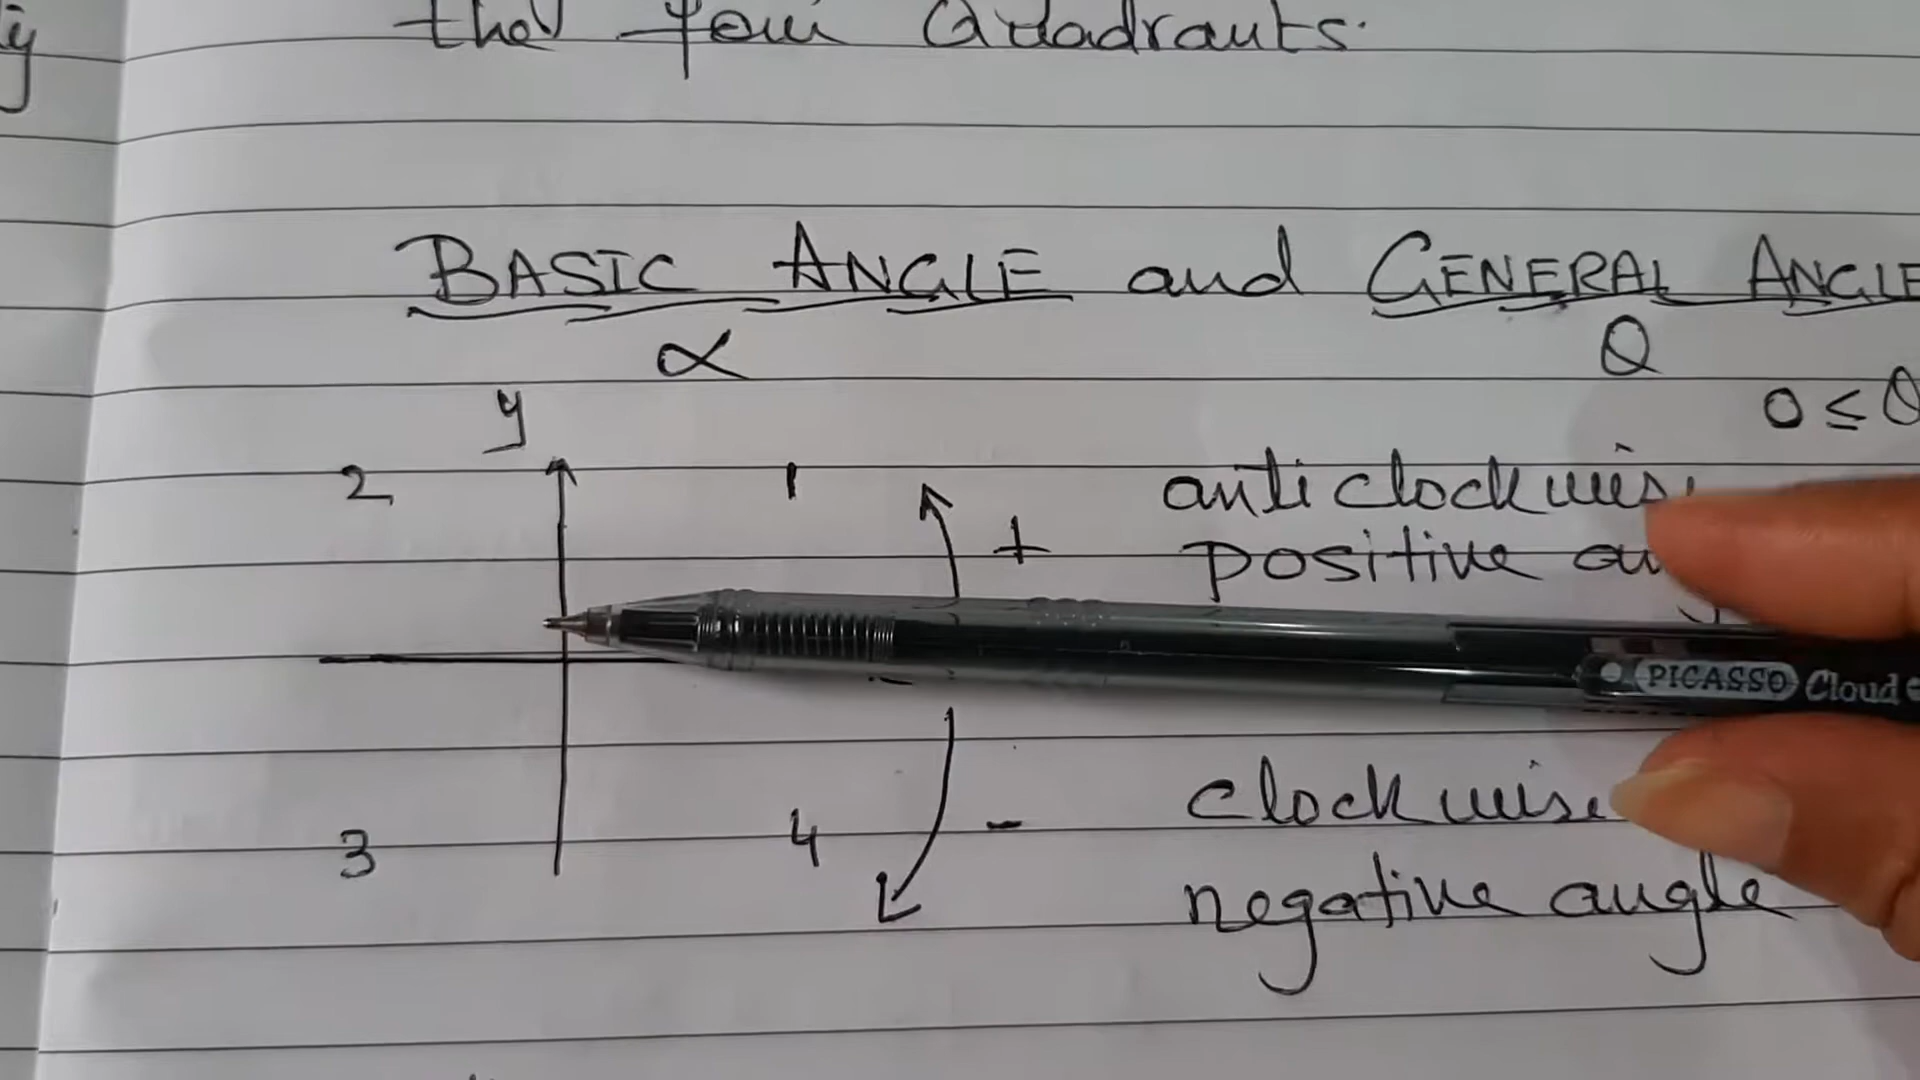 the four Quadrants.
BASIC ANGLE and GENERAL ANGLE
α θ
0 ≤ θ
y
2 1
+
anticlockwise
positive
PICASSO Cloud
3 4
-
clockwise
negative angle